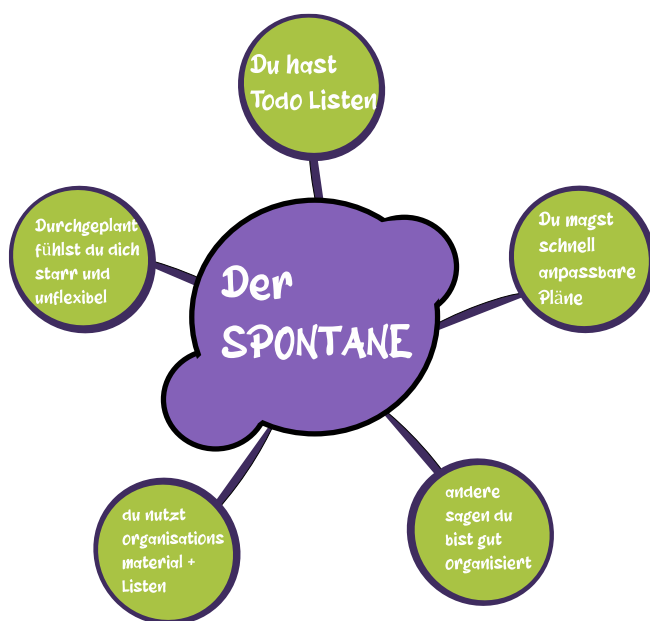 Du hast
Todo Listen
Durchgeplant
fühlst du dich
starr und
unflexibel
Du magst
schnell
anpassbare
Pläne
Der
SPONTANE
du nutzt
organisations
material +
Listen
andere
sagen du
bist gut
organisiert